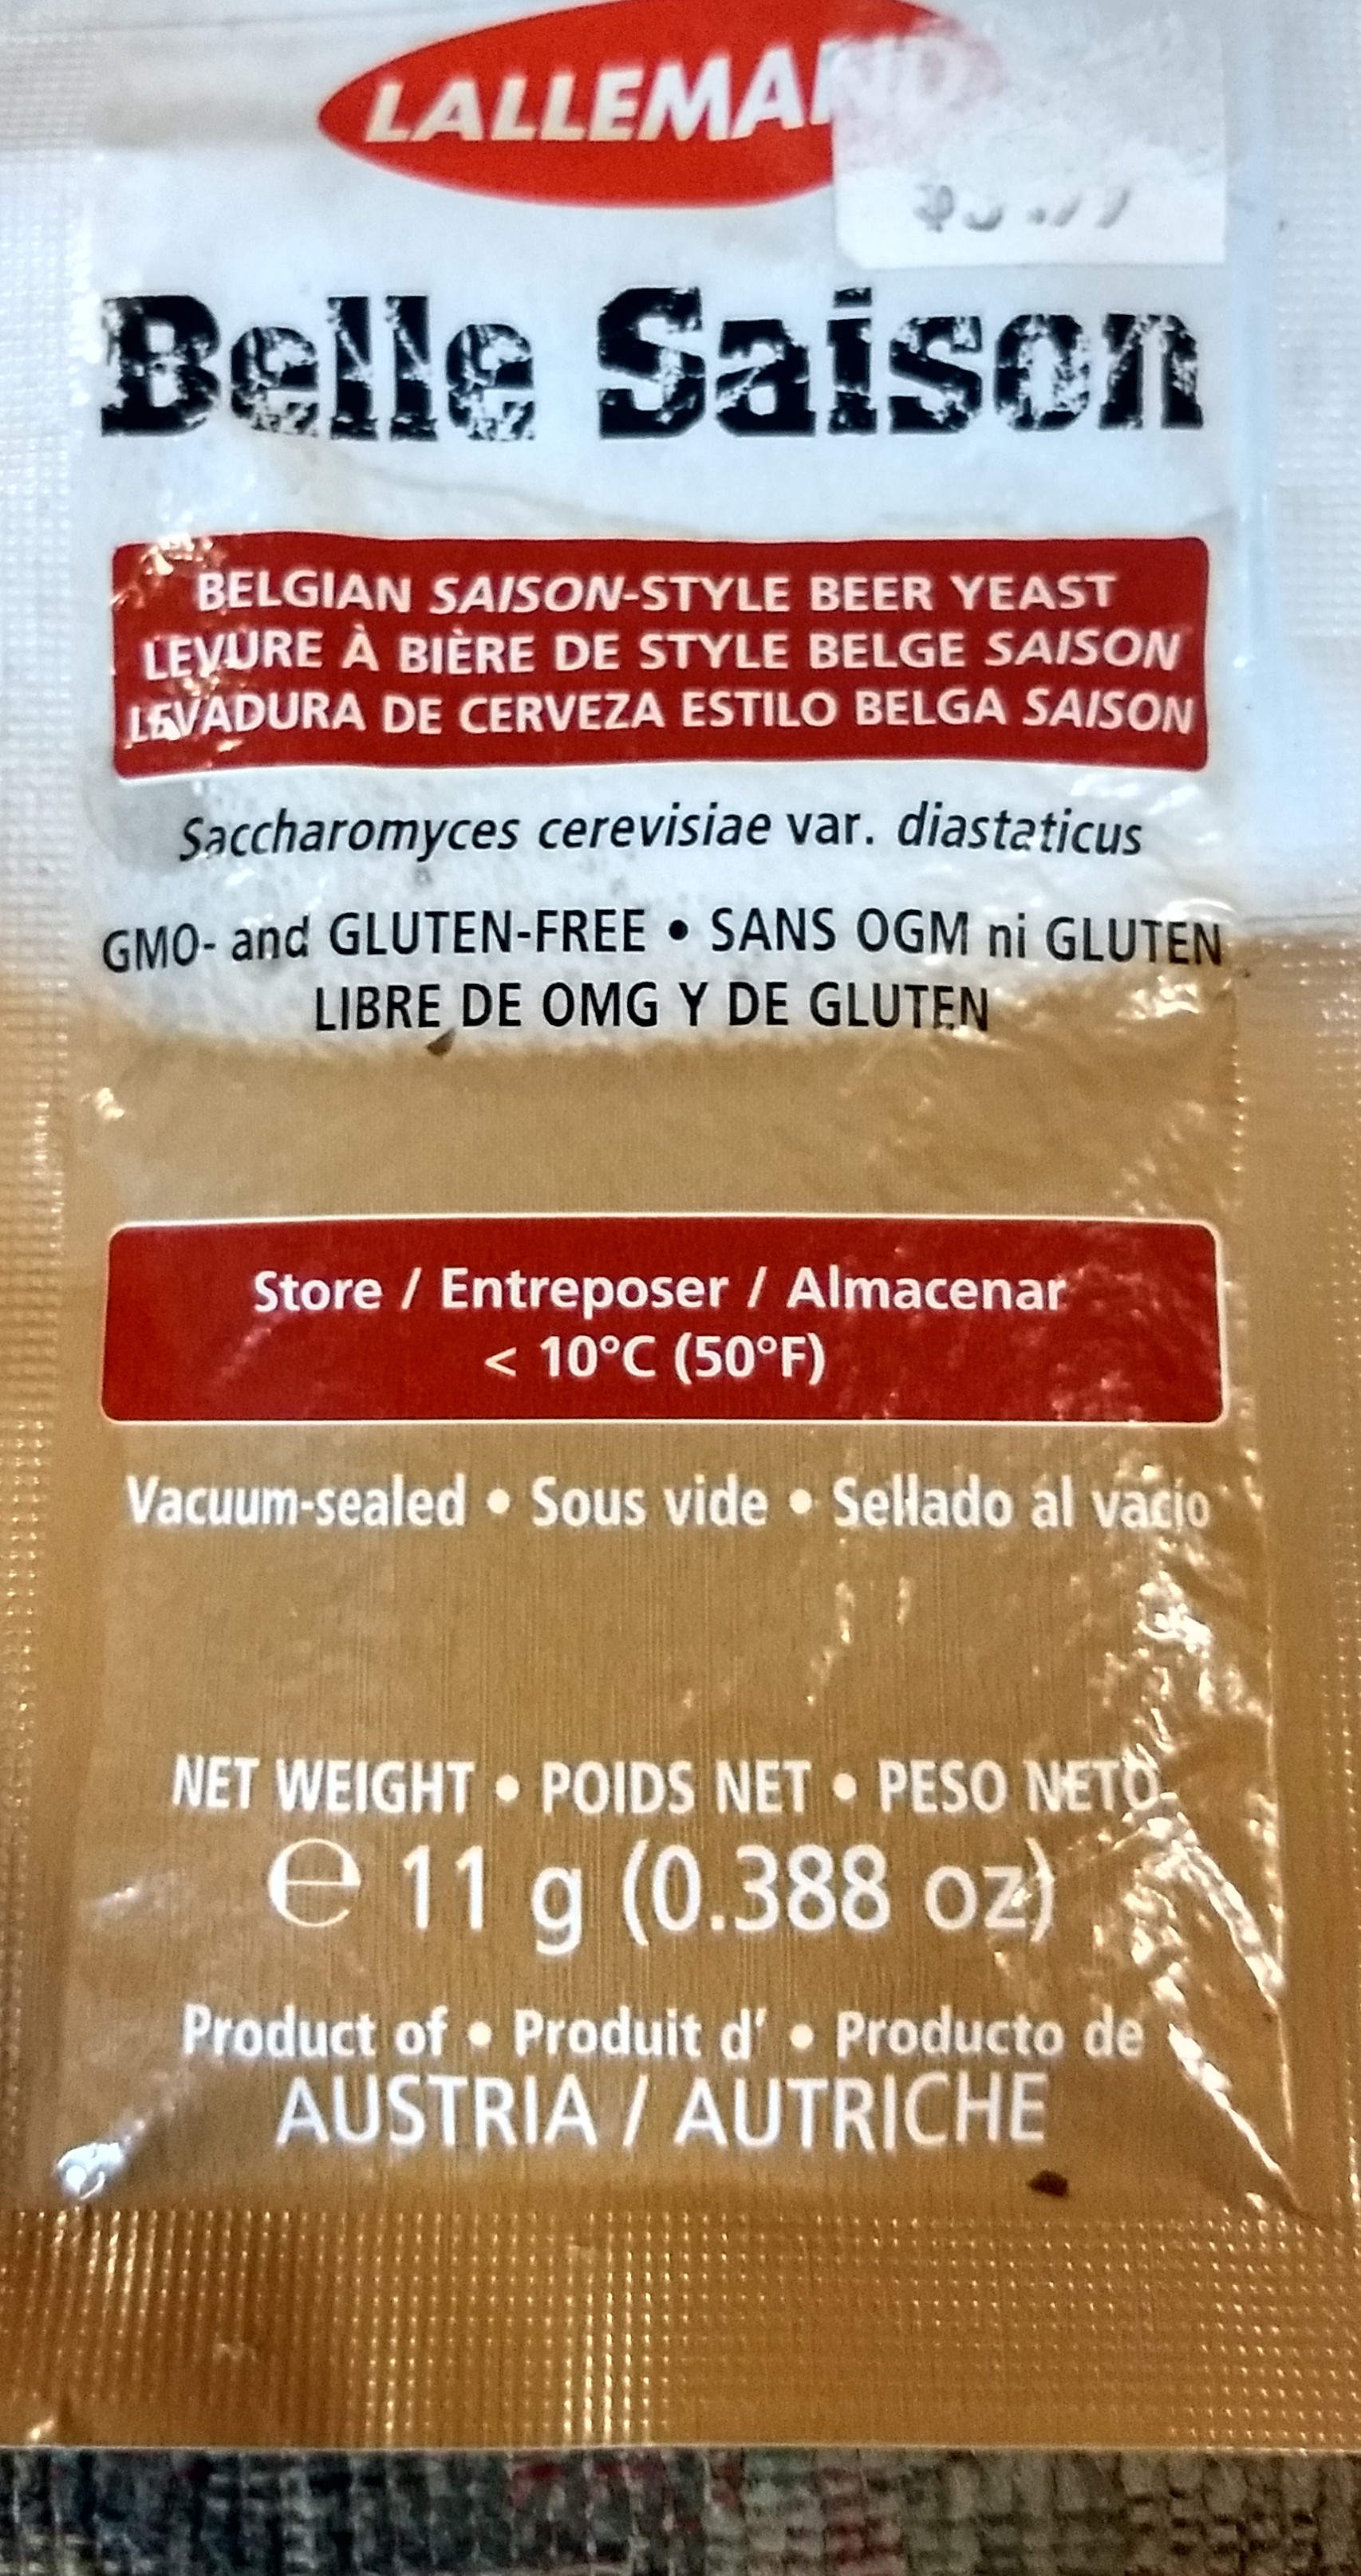 LALLEMAND
Belle Saison
BELGIAN SAISON-STYLE BEER YEAST
LEVURE À BIÈRE DE STYLE BELGE SAISON
LEVADURA DE CERVEZA ESTILO BELGA SAISON
Saccharomyces cerevisiae var. diastaticus
GMO- and GLUTEN-FREE • SANS OGM ni GLUTEN
LIBRE DE OMG Y DE GLUTEN
Store / Entreposer / Almacenar
< 10°C (50°F)
Vacuum-sealed • Sous vide • Sellado al vacio
NET WEIGHT • POIDS NET • PESO NETO
℮ 11 g (0.388 oz)
Product of • Produit d' • Producto de
AUSTRIA / AUTRICHE